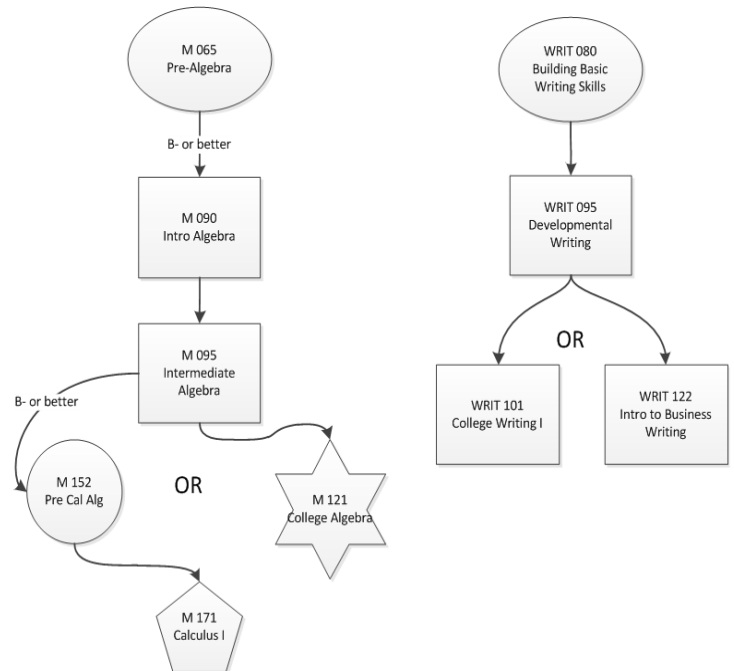 M 065
Pre-Algebra
B- or better
M 090
Intro Algebra
M 095
Intermediate
Algebra
B- or better
M 152
Pre Cal Alg
OR
M 121
College Algebra
M 171
Calculus I
WRIT 080
Building Basic
Writing Skills
WRIT 095
Developmental
Writing
OR
WRIT 101
College Writing I
WRIT 122
Intro to Business
Writing